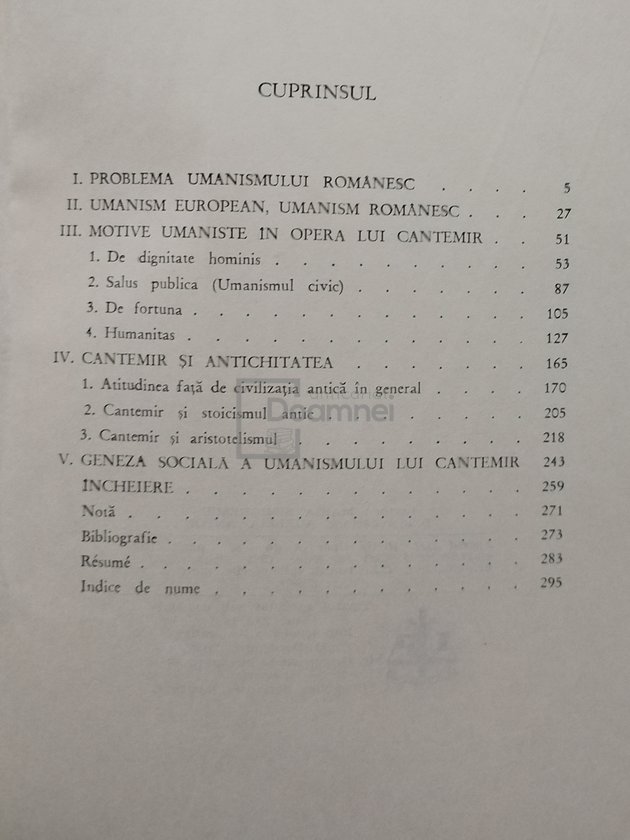 CUPRINSUL
I. PROBLEMA UMANISMULUI ROMÂNESC . . . . 5
II. UMANISM EUROPEAN, UMANISM ROMÂNESC . . . 27
III. MOTIVE UMANISTE ÎN OPERA LUI CANTEMIR . . 51
1. De dignitate hominis . . . . . . . . . . 53
2. Salus publica (Umanismul civic) . . . . . . . 87
3. De fortuna . . . . . . . . . . . . . 105
4. Humanitas . . . . . . . . . . . . . 127
IV. CANTEMIR ȘI ANTICHITATEA . . . . . . . 165
1. Atitudinea față de civilizația antică în general . . . . 170
2. Cantemir și stoicismul antic . . . . . . . . 205
3. Cantemir și aristotelismul . . . . . . . . . 218
V. GENEZA SOCIALĂ A UMANISMULUI LUI CANTEMIR 243
ÎNCHEIERE . . . . . . . . . . . . . 259
Notă . . . . . . . . . . . . . . . 271
Bibliografie . . . . . . . . . . . . . 273
Résumé . . . . . . . . . . . . . . 283
Indice de nume . . . . . . . . . . . . 295